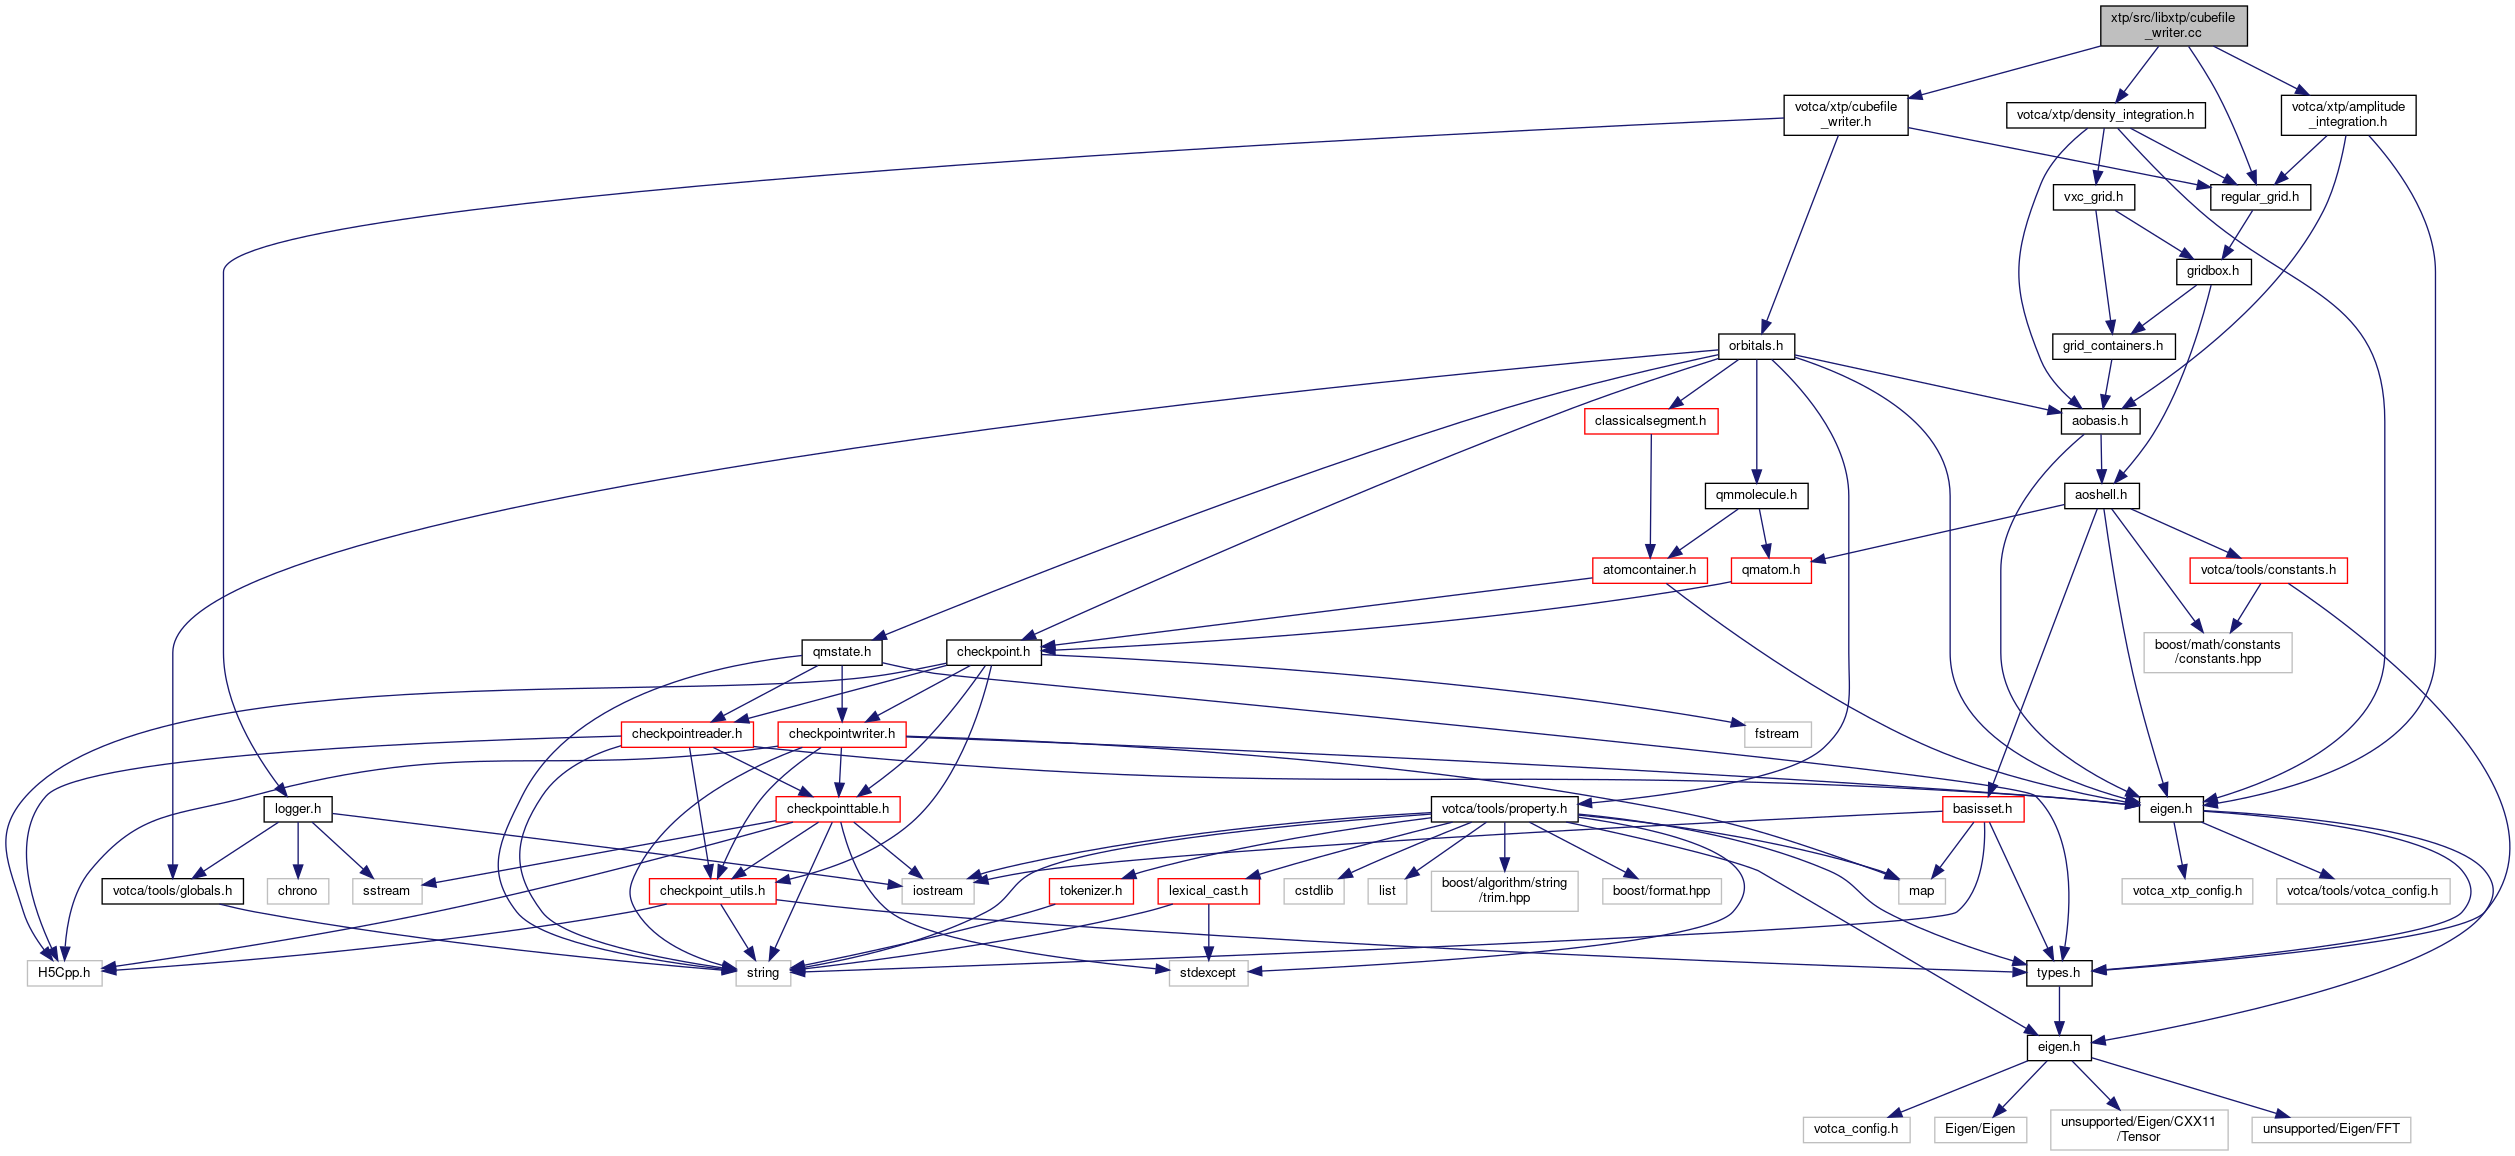 xtp/src/libxtp/cubefile
_writer.cc
votca/xtp/cubefile
_writer.h
votca/xtp/density_integration.h
votca/xtp/amplitude
_integration.h
vxc_grid.h
regular_grid.h
gridbox.h
orbitals.h
grid_containers.h
classicalsegment.h
aobasis.h
qmmolecule.h
aoshell.h
atomcontainer.h
qmatom.h
votca/tools/constants.h
qmstate.h
checkpoint.h
boost/math/constants
/constants.hpp
checkpointreader.h
checkpointwriter.h
fstream
logger.h
checkpointtable.h
votca/tools/property.h
basisset.h
eigen.h
votca/tools/globals.h
chrono
sstream
checkpoint_utils.h
iostream
tokenizer.h
lexical_cast.h
cstdlib
list
boost/algorithm/string
/trim.hpp
boost/format.hpp
map
votca_xtp_config.h
votca/tools/votca_config.h
H5Cpp.h
string
stdexcept
types.h
eigen.h
votca_config.h
Eigen/Eigen
unsupported/Eigen/CXX11
/Tensor
unsupported/Eigen/FFT